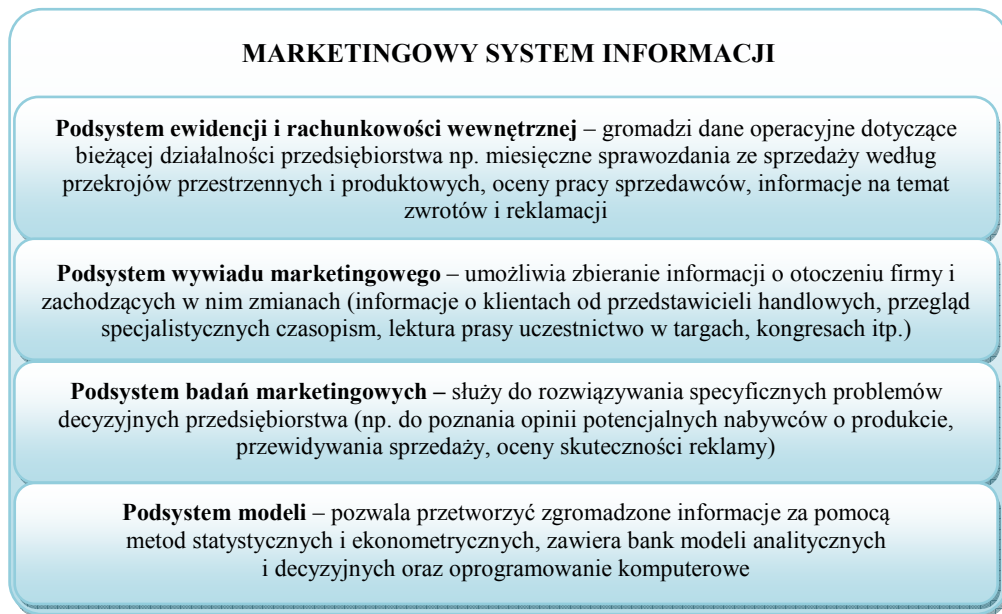 MARKETINGOWY SYSTEM INFORMACJI
Podsystem ewidencji i rachunkowości wewnętrznej – gromadzi dane operacyjne dotyczące
bieżącej działalności przedsiębiorstwa np. miesięczne sprawozdania ze sprzedaży według
przekrojów przestrzennych i produktowych, oceny pracy sprzedawców, informacje na temat
zwrotów i reklamacji
Podsystem wywiadu marketingowego – umożliwia zbieranie informacji o otoczeniu firmy i
zachodzących w nim zmianach (informacje o klientach od przedstawicieli handlowych, przegląd
specjalistycznych czasopism, lektura prasy uczestnictwo w targach, kongresach itp.)
Podsystem badań marketingowych – służy do rozwiązywania specyficznych problemów
decyzyjnych przedsiębiorstwa (np. do poznania opinii potencjalnych nabywców o produkcie,
przewidywania sprzedaży, oceny skuteczności reklamy)
Podsystem modeli – pozwala przetworzyć zgromadzone informacje za pomocą
metod statystycznych i ekonometrycznych, zawiera bank modeli analitycznych
i decyzyjnych oraz oprogramowanie komputerowe